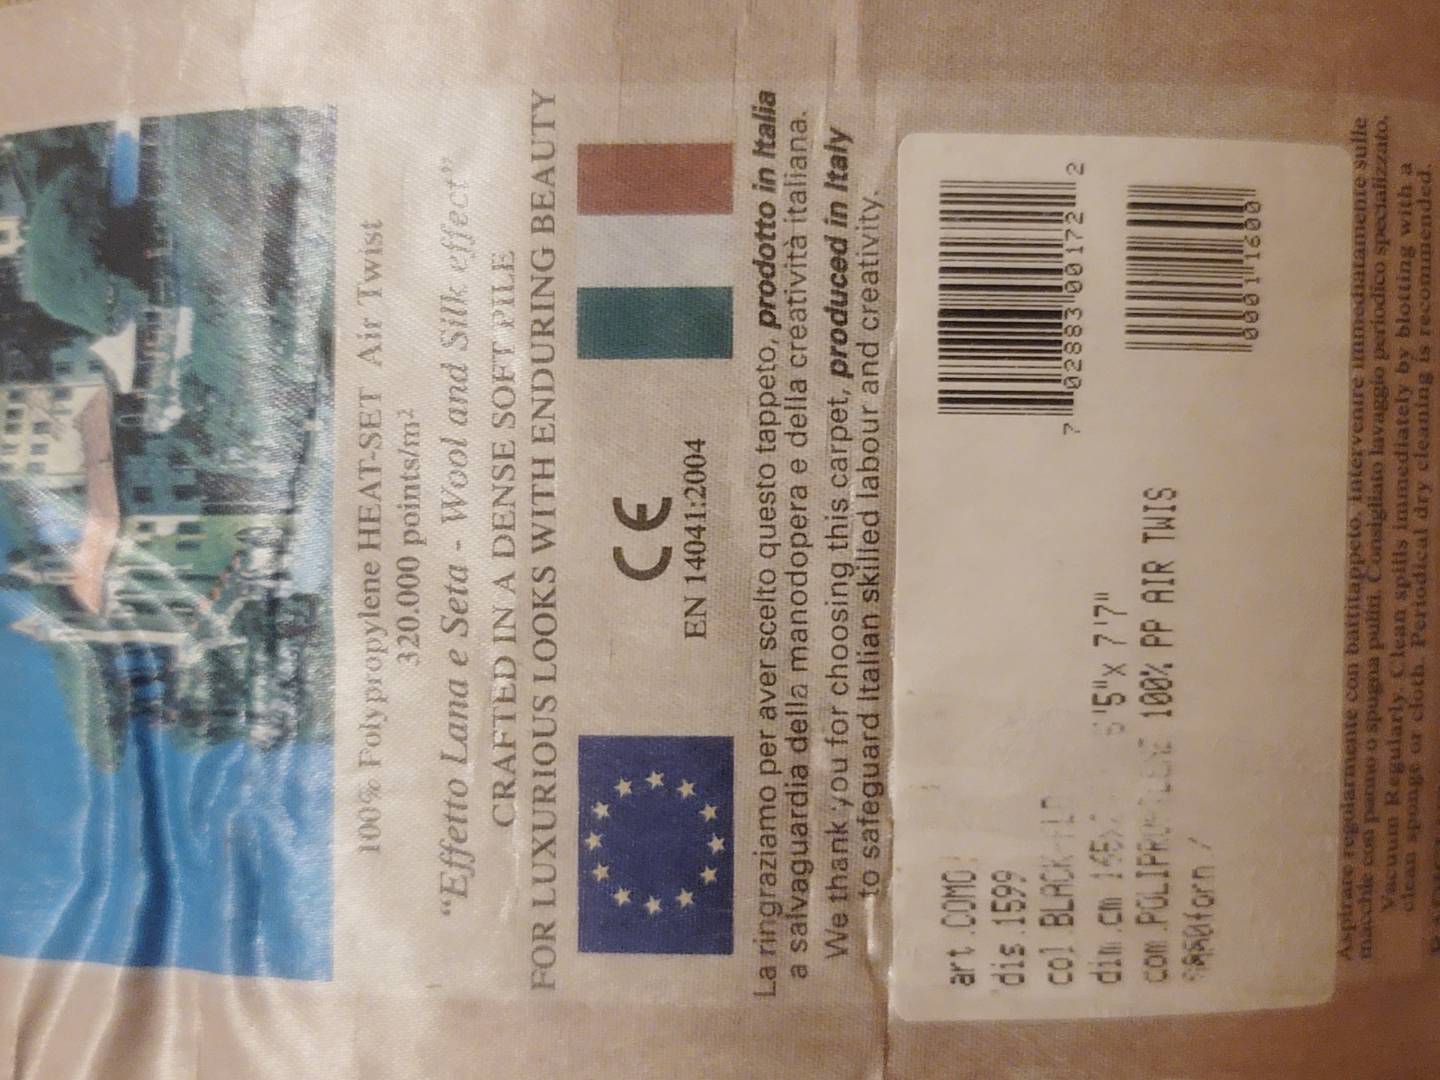 100% Polypropylene HEAT-SET Air Twist
320.000 points/m²
“Effetto Lana e Seta - Wool and Silk effect”
CRAFTED IN A DENSE SOFT PILE
FOR LUXURIOUS LOOKS WITH ENDURING BEAUTY
CE
EN 14041:2004
La ringraziamo per aver scelto questo tappeto, prodotto in Italia
a salvaguardia della manodopera e della creatività italiana.
We thank you for choosing this carpet, produced in Italy
to safeguard Italian skilled labour and creativity.
art.COMO
dis.1599
col BLACK
dim.cm '5"x 7'7"
com.POLIPROPILENE 100% PP AIR TWIS
7 02883 00172 2
00011600
Aspirare regolarmente con battitappeto, intervenire immediatamente sulle
macchie con panno o spugna puliti. Consigliato lavaggio periodico specializzato.
Vacuum Regularly. Clean spills immediately by blotting with a
clean sponge or cloth. Periodical dry cleaning is recommended.